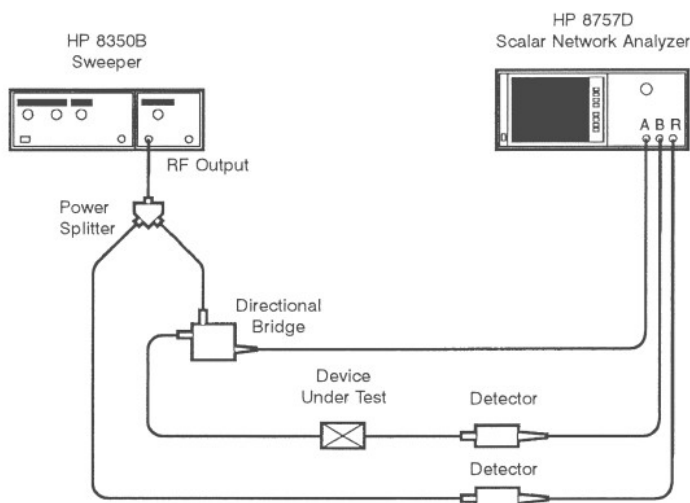 HP 8350B
Sweeper
HP 8757D
Scalar Network Analyzer
A B R
RF Output
Power
Splitter
Directional
Bridge
Device
Under Test
Detector
Detector